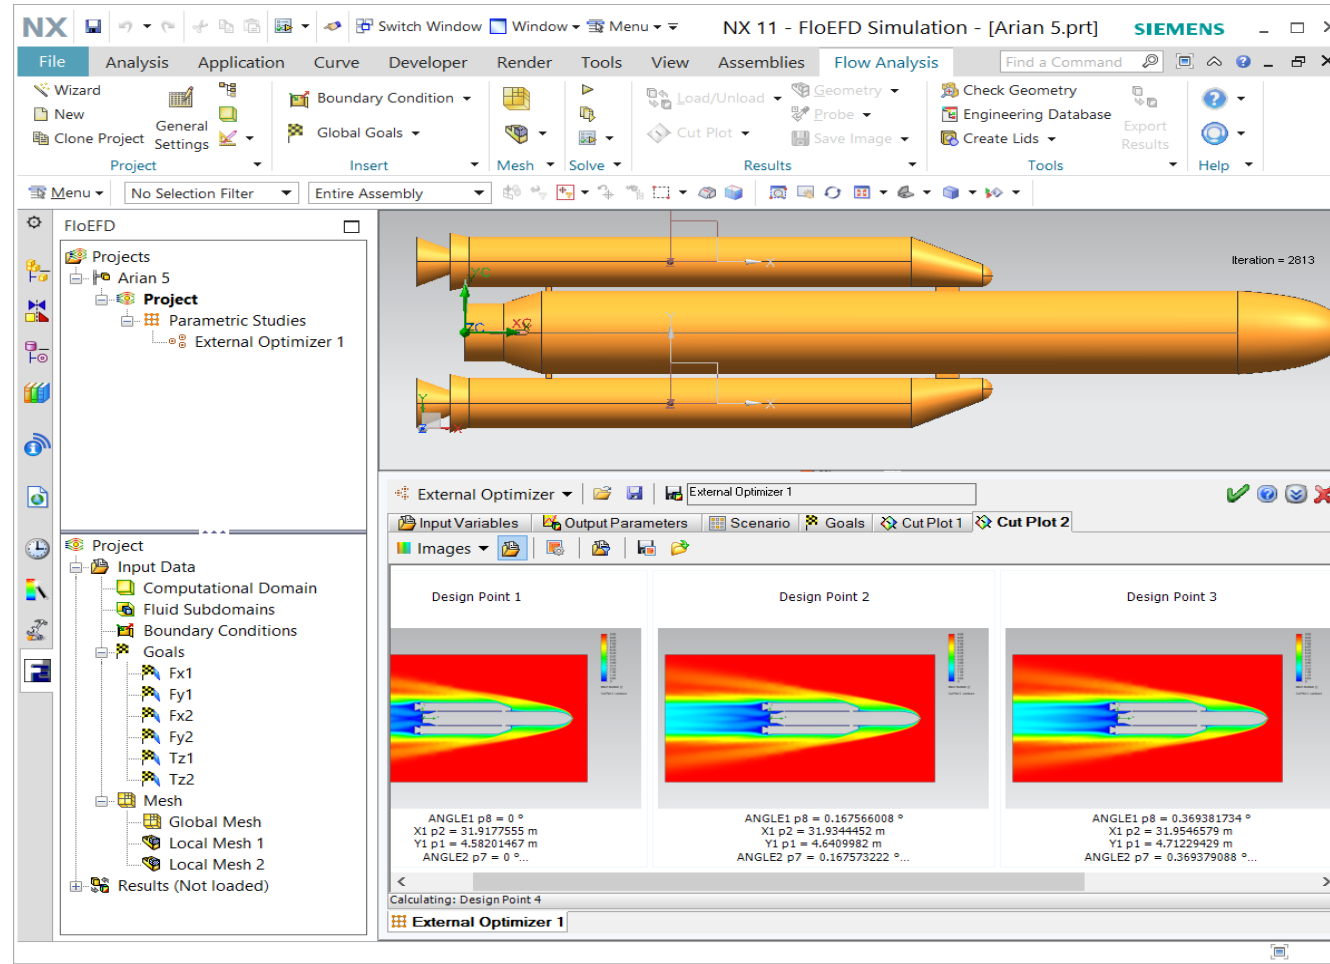 NX Switch Window Window Menu NX 11 - FloEFD Simulation - [Arian 5.prt] SIEMENS
File Analysis Application Curve Developer Render Tools View Assemblies Flow Analysis Find a Command
Wizard
New
Clone Project
General
Settings
Project
Boundary Condition
Global Goals
Insert
Mesh
Solve
Load/Unload
Cut Plot
Geometry
Probe
Save Image
Results
Check Geometry
Engineering Database
Create Lids
Export
Results
Tools
Help
Menu No Selection Filter Entire Assembly
FloEFD
Projects
Arian 5
Project
Parametric Studies
External Optimizer 1
Project
Input Data
Computational Domain
Fluid Subdomains
Boundary Conditions
Goals
Fx1
Fy1
Fx2
Fy2
Tz1
Tz2
Mesh
Global Mesh
Local Mesh 1
Local Mesh 2
Results (Not loaded)
Iteration = 2813
X
YC
ZC
XC
Y
X
Y
Z
External Optimizer External Optimizer 1
Input Variables Output Parameters Scenario Goals Cut Plot 1 Cut Plot 2
Images
Design Point 1
ANGLE1 p8 = 0 °
X1 p2 = 31.9177555 m
Y1 p1 = 4.58201467 m
ANGLE2 p7 = 0 °...
Design Point 2
ANGLE1 p8 = 0.167566008 °
X1 p2 = 31.9344452 m
Y1 p1 = 4.6409982 m
ANGLE2 p7 = 0.167573222 °...
Design Point 3
ANGLE1 p8 = 0.369381734 °
X1 p2 = 31.9546579 m
Y1 p1 = 4.71229429 m
ANGLE2 p7 = 0.369379088 °...
Calculating: Design Point 4
External Optimizer 1